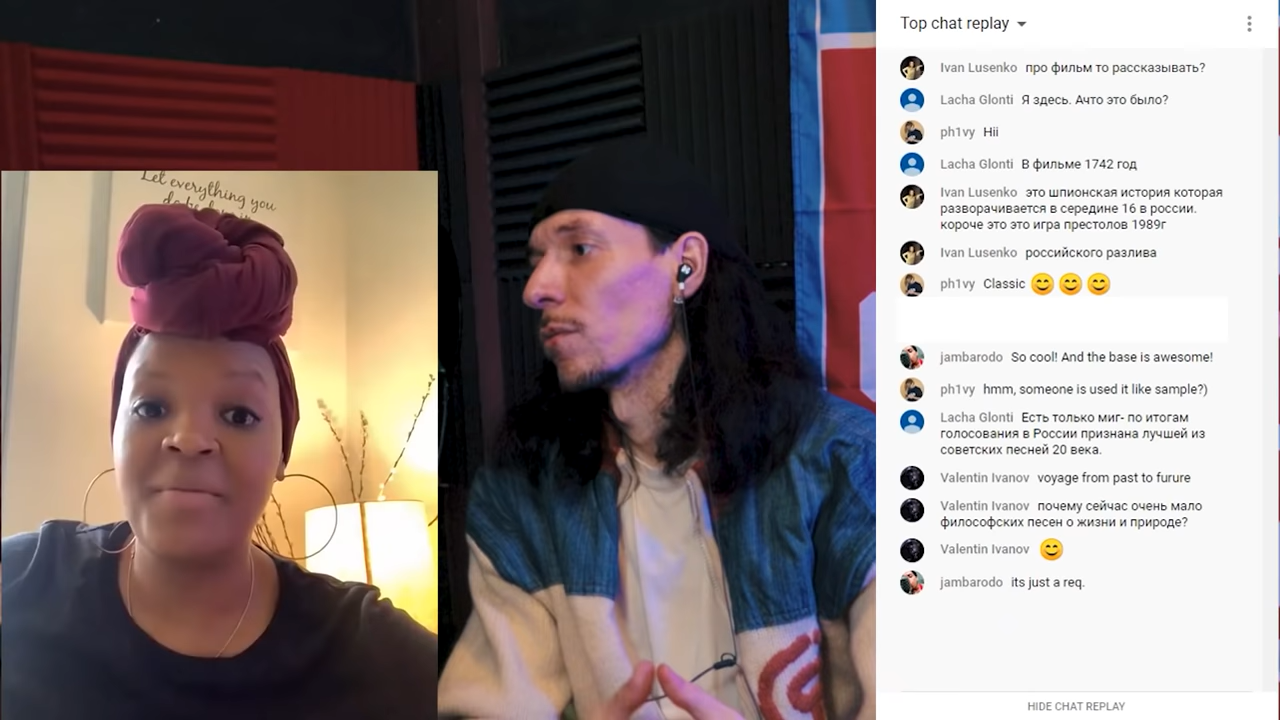 Let everything you
Top chat replay
Ivan Lusenko про фильм то рассказывать?
Lacha Glonti Я здесь. Ачто это было?
ph1vy Hii
Lacha Glonti В фильме 1742 год
Ivan Lusenko это шпионская история которая
разворачивается в середине 16 в россии.
короче это это игра престолов 1989г
Ivan Lusenko российского разлива
ph1vy Classic 😊😊😊
jambarodo So cool! And the base is awesome!
ph1vy hmm, someone is used it like sample?)
Lacha Glonti Есть только миг- по итогам
голосования в России признана лучшей из
советских песней 20 века.
Valentin Ivanov voyage from past to furure
Valentin Ivanov почему сейчас очень мало
философских песен о жизни и природе?
Valentin Ivanov 😊
jambarodo its just a req.
HIDE CHAT REPLAY